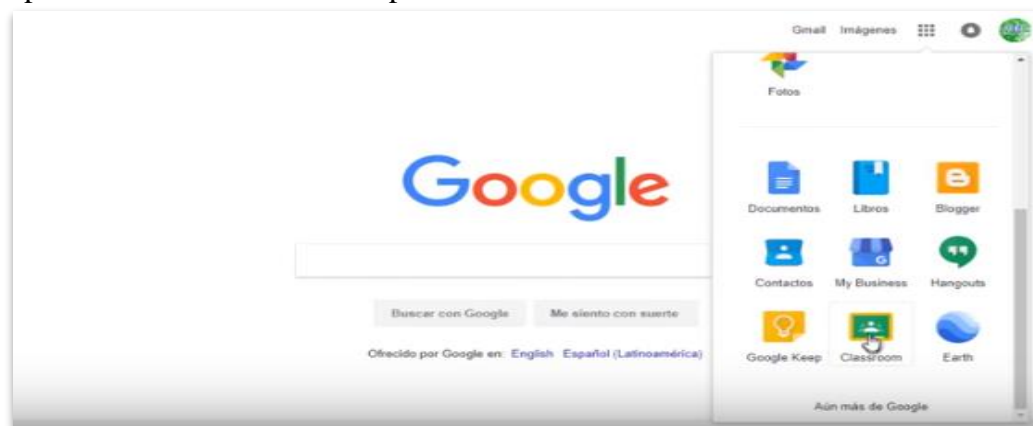 Gmail Imágenes
Fotos
Google
Documentos Libros Blogger
Contactos My Business Hangouts
Buscar con Google Me siento con suerte
Google Keep Classroom Earth
Ofrecido por Google en: English Español (Latinoamérica)
Aún más de Google